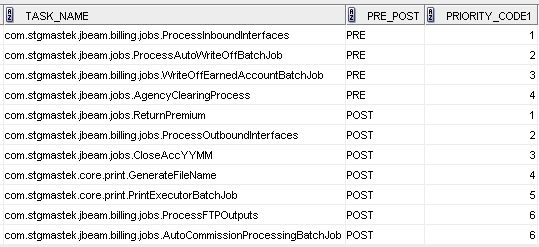 TASK_NAME PRE_POST PRIORITY_CODE1
com.stgmastek.jbeam.billing.jobs.ProcessInboundInterfaces PRE 1
com.stgmastek.jbeam.jobs.ProcessAutoWriteOffBatchJob PRE 2
com.stgmastek.jbeam.billing.jobs.WriteOffEarnedAccountBatchJob PRE 3
com.stgmastek.jbeam.jobs.AgencyClearingProcess PRE 4
com.stgmastek.jbeam.jobs.ReturnPremium POST 1
com.stgmastek.jbeam.billing.jobs.ProcessOutboundInterfaces POST 2
com.stgmastek.jbeam.jobs.CloseAccYYMM POST 3
com.stgmastek.core.print.GenerateFileName POST 4
com.stgmastek.core.print.PrintExecutorBatchJob POST 5
com.stgmastek.jbeam.billing.jobs.ProcessFTPOutputs POST 6
com.stgmastek.jbeam.billing.jobs.AutoCommissionProcessingBatchJob POST 6